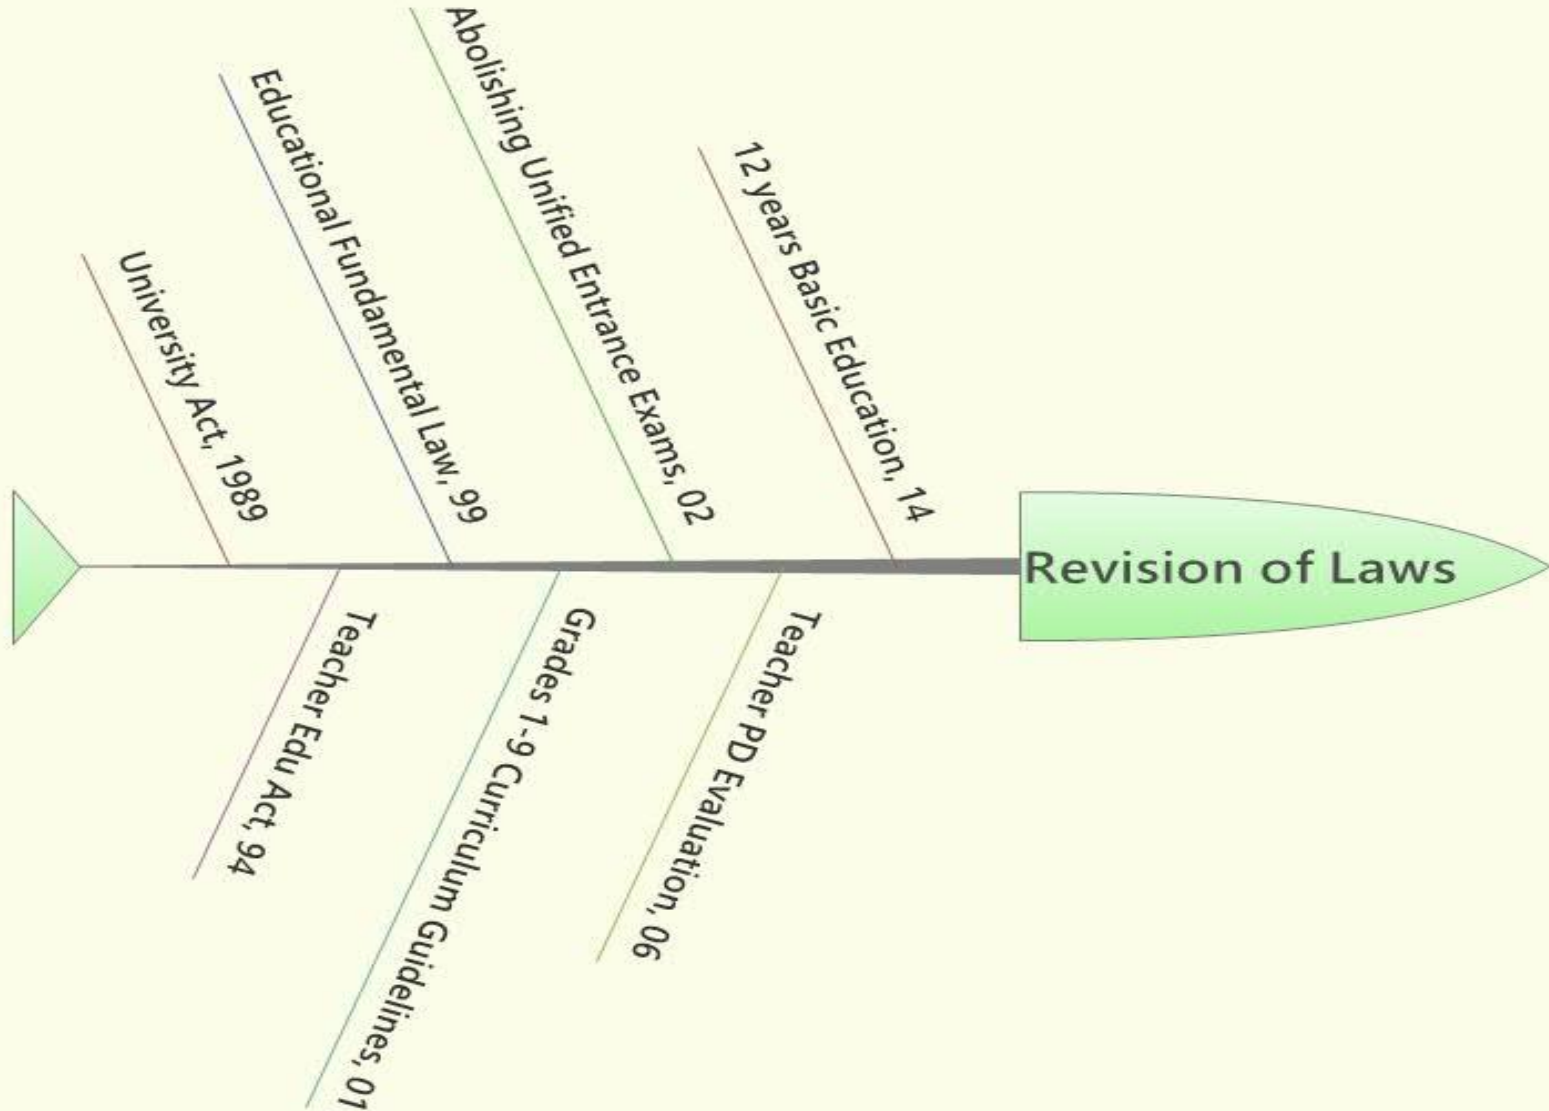 University Act, 1989
Educational Fundamental Law, 99
Abolishing Unified Entrance Exams, 02
12 years Basic Education, 14
Revision of Laws
Teacher Edu Act, 94
Grades 1-9 Curriculum Guidelines, 01
Teacher PD Evaluation, 06